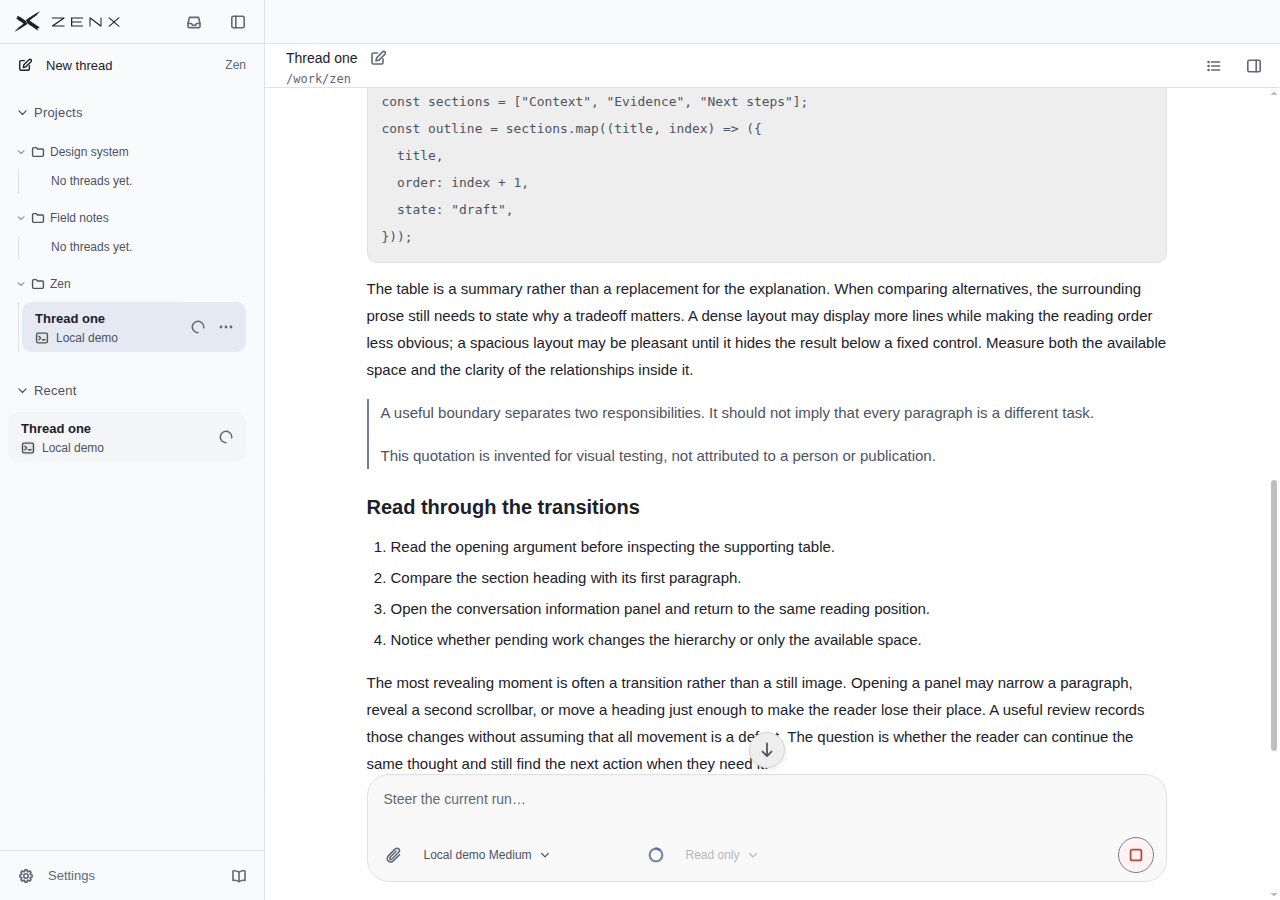 ZENX
New thread
Zen
Projects
Design system
No threads yet.
Field notes
No threads yet.
Zen
Thread one
Local demo
Recent
Thread one
Local demo
Settings
Thread one
/work/zen
const sections = ["Context", "Evidence", "Next steps"];
const outline = sections.map((title, index) => ({
  title,
  order: index + 1,
  state: "draft",
}));
The table is a summary rather than a replacement for the explanation. When comparing alternatives, the surrounding
prose still needs to state why a tradeoff matters. A dense layout may display more lines while making the reading order
less obvious; a spacious layout may be pleasant until it hides the result below a fixed control. Measure both the available
space and the clarity of the relationships inside it.
A useful boundary separates two responsibilities. It should not imply that every paragraph is a different task.
This quotation is invented for visual testing, not attributed to a person or publication.
Read through the transitions
1. Read the opening argument before inspecting the supporting table.
2. Compare the section heading with its first paragraph.
3. Open the conversation information panel and return to the same reading position.
4. Notice whether pending work changes the hierarchy or only the available space.
The most revealing moment is often a transition rather than a still image. Opening a panel may narrow a paragraph,
reveal a second scrollbar, or move a heading just enough to make the reader lose their place. A useful review records
those changes without assuming that all movement is a The question is whether the reader can continue the
same thought and still find the next action when they need
Steer the current run…
Local demo Medium
Read only